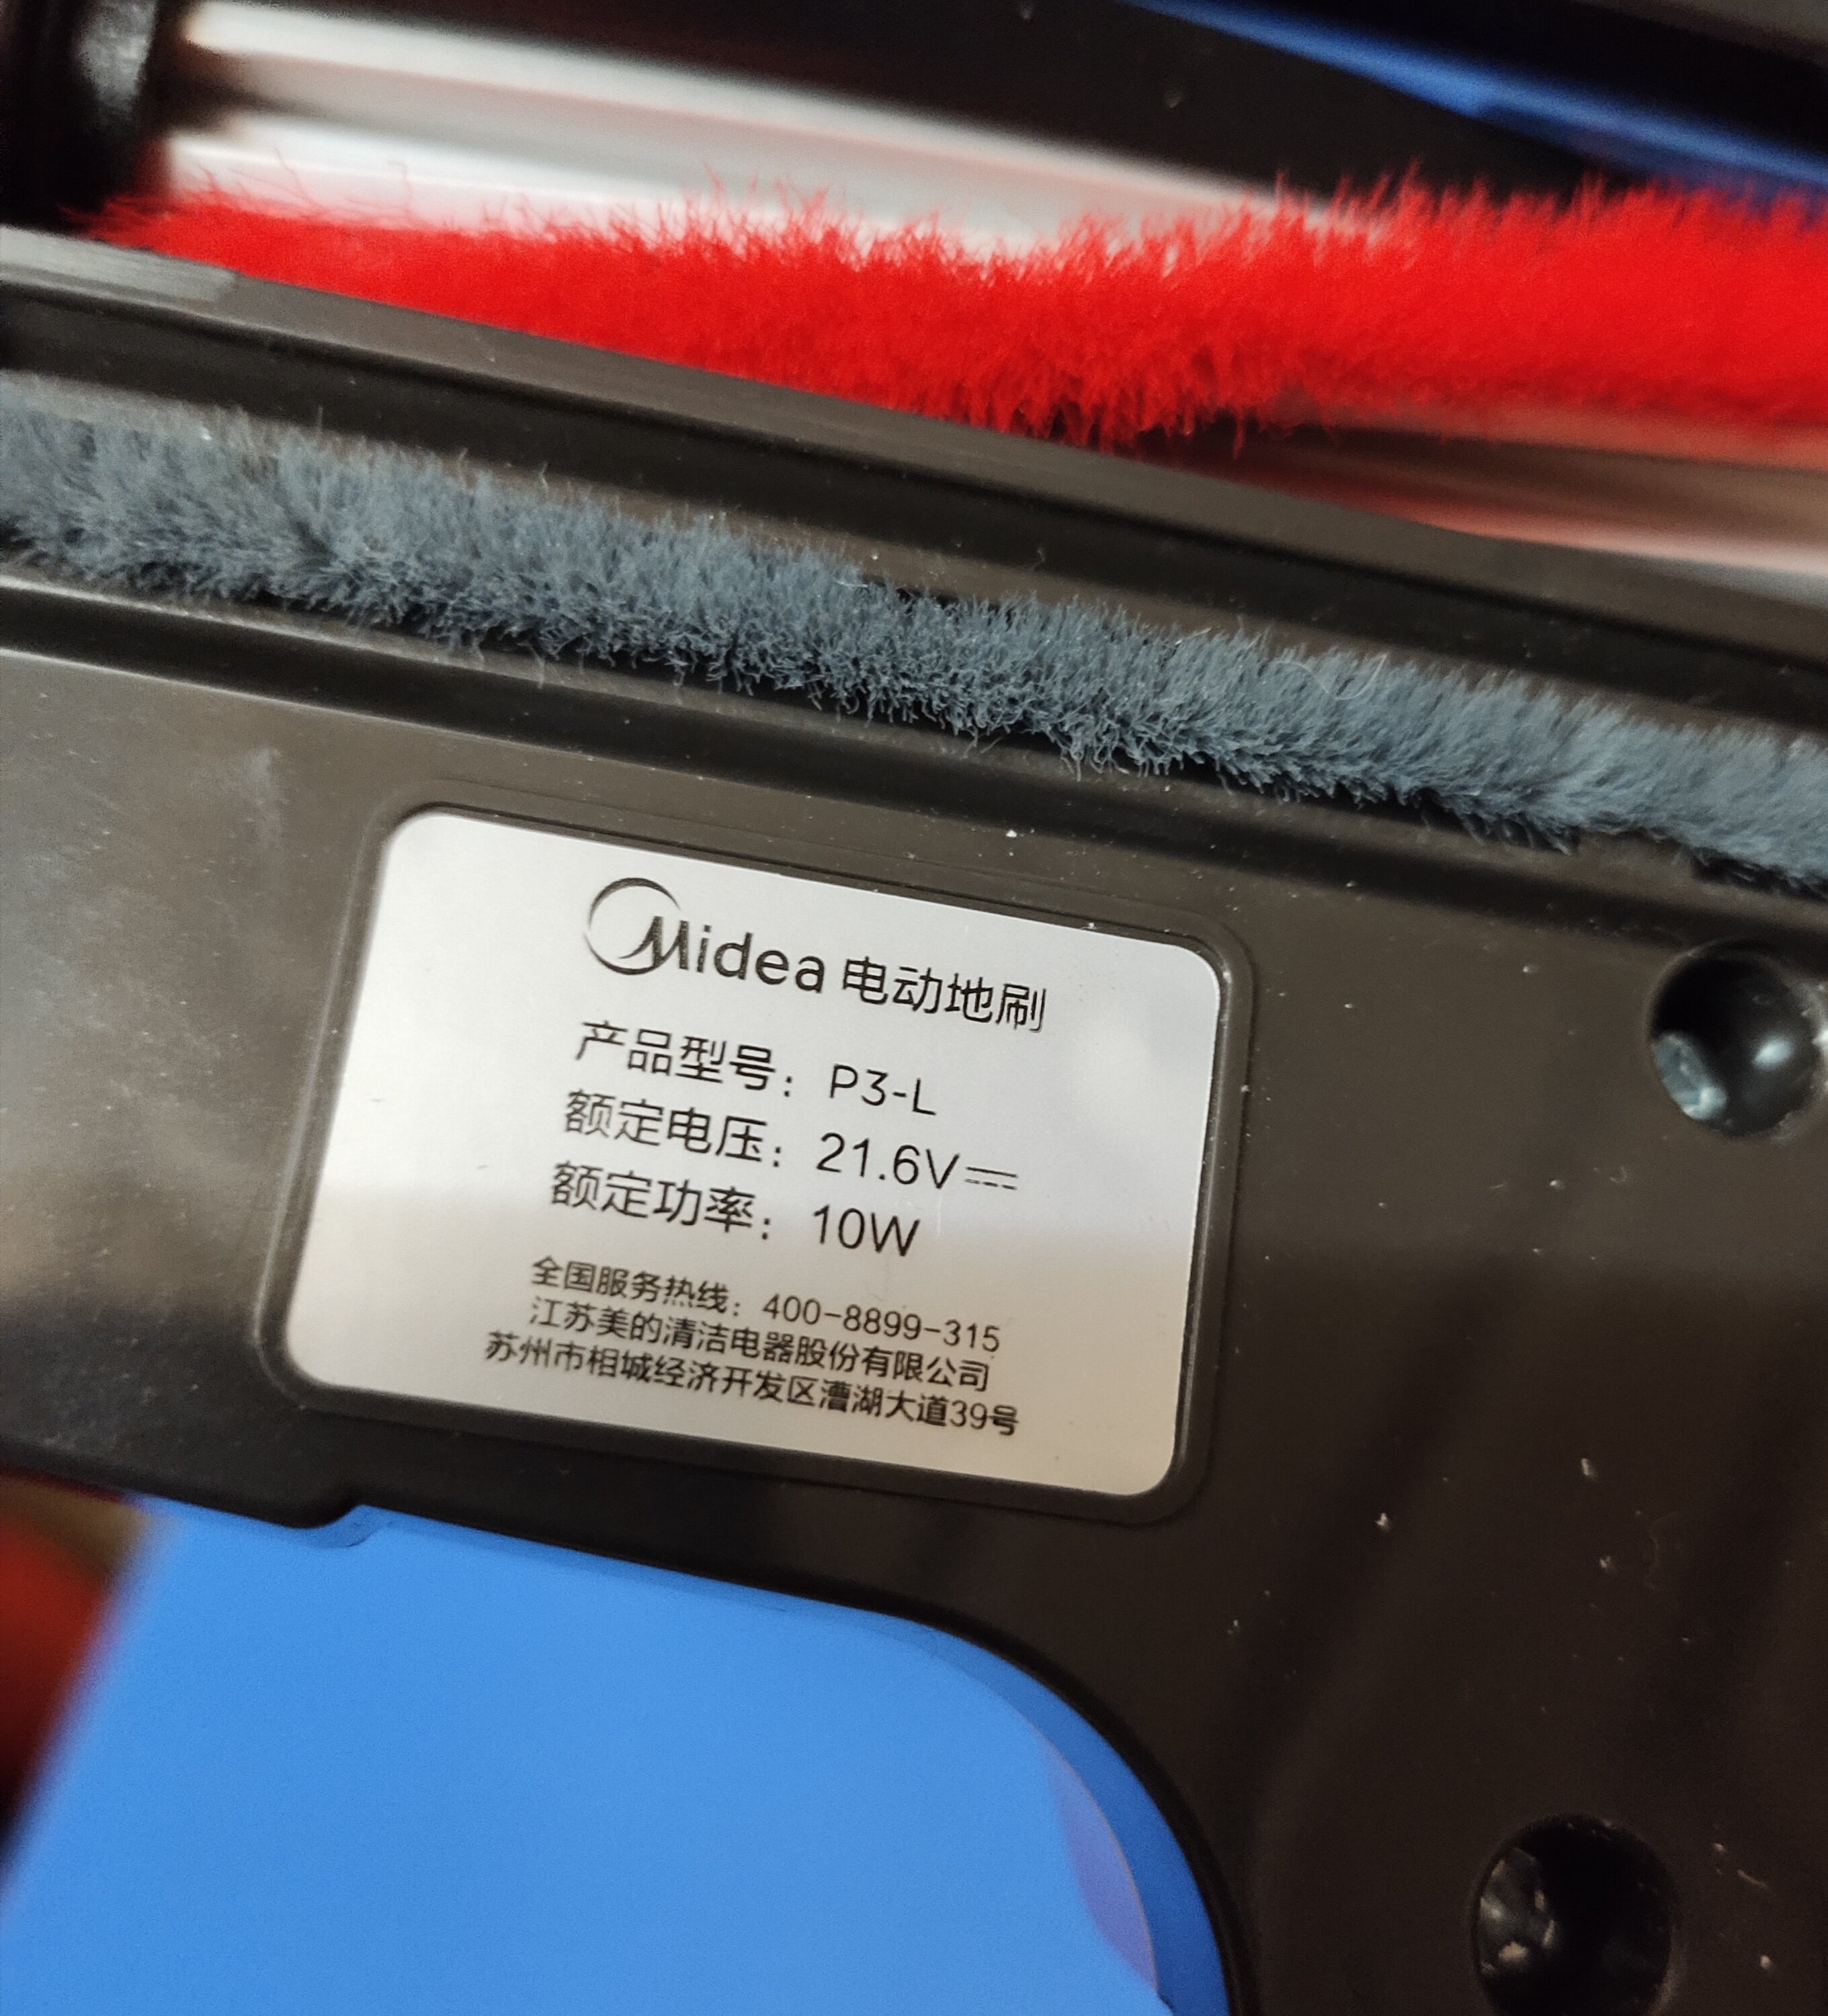 Midea 电动地刷
产品型号：P3-L
额定电压：21.6V⎓
额定功率：10W
全国服务热线：400-8899-315
江苏美的清洁电器股份有限公司
苏州市相城经济开发区漕湖大道39号